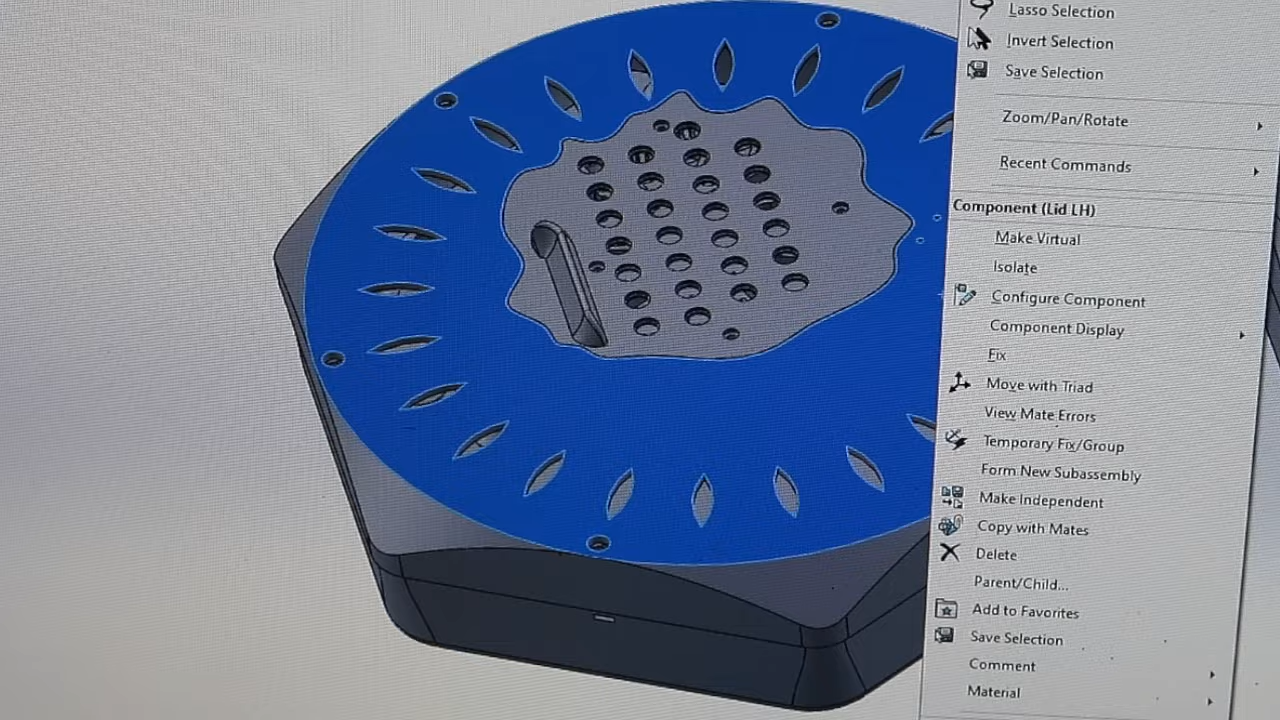 Lasso Selection
Invert Selection
Save Selection
Zoom/Pan/Rotate
Recent Commands
Component (Lid LH)
Make Virtual
Isolate
Configure Component
Component Display
Fix
Move with Triad
View Mate Errors
Temporary Fix/Group
Form New Subassembly
Make Independent
Copy with Mates
Delete
Parent/Child...
Add to Favorites
Save Selection
Comment
Material